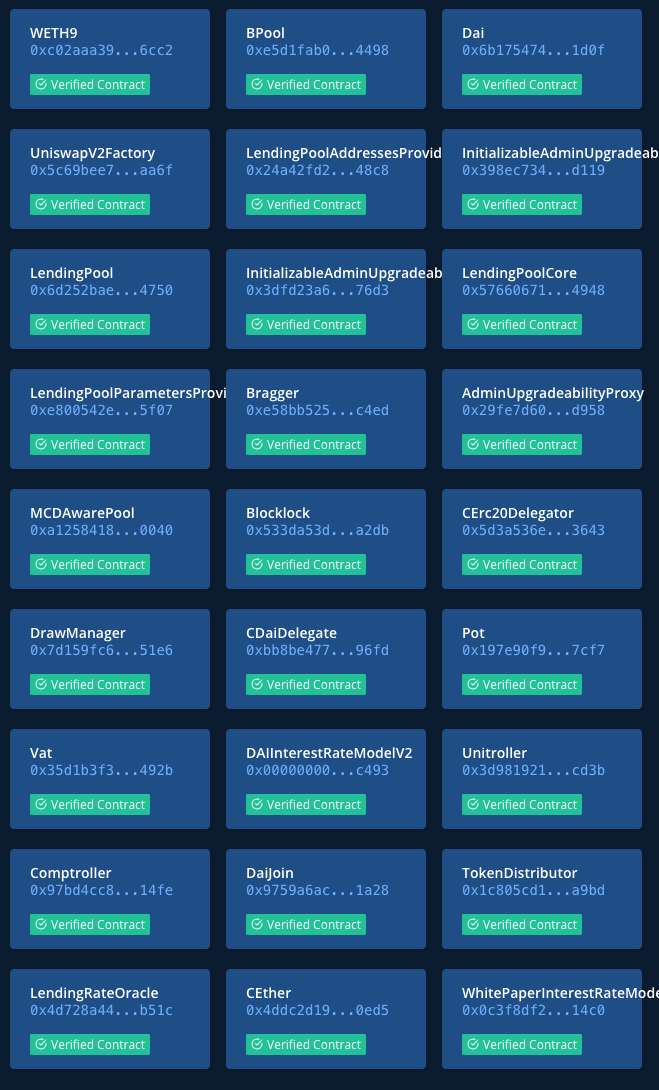 WETH9
0xc02aaa39...6cc2
Verified Contract
BPool
0xe5d1fab0...4498
Verified Contract
Dai
0x6b175474...1d0f
Verified Contract
UniswapV2Factory
0x5c69bee7...aa6f
Verified Contract
LendingPoolAddressesProvid
0x24a42fd2...48c8
Verified Contract
InitializableAdminUpgradeab
0x398ec734...d119
Verified Contract
LendingPool
0x6d252bae...4750
Verified Contract
InitializableAdminUpgradeab
0x3dfd23a6...76d3
Verified Contract
LendingPoolCore
0x57660671...4948
Verified Contract
LendingPoolParametersProvi
0xe800542e...5f07
Verified Contract
Bragger
0xe58bb525...c4ed
Verified Contract
AdminUpgradeabilityProxy
0x29fe7d60...d958
Verified Contract
MCDAwarePool
0xa1258418...0040
Verified Contract
Blocklock
0x533da53d...a2db
Verified Contract
CErc20Delegator
0x5d3a536e...3643
Verified Contract
DrawManager
0x7d159fc6...51e6
Verified Contract
CDaiDelegate
0xbb8be477...96fd
Verified Contract
Pot
0x197e90f9...7cf7
Verified Contract
Vat
0x35d1b3f3...492b
Verified Contract
DAIInterestRateModelV2
0x00000000...c493
Verified Contract
Unitroller
0x3d981921...cd3b
Verified Contract
Comptroller
0x97bd4cc8...14fe
Verified Contract
DaiJoin
0x9759a6ac...1a28
Verified Contract
TokenDistributor
0x1c805cd1...a9bd
Verified Contract
LendingRateOracle
0x4d728a44...b51c
Verified Contract
CEther
0x4ddc2d19...0ed5
Verified Contract
WhitePaperInterestRateMode
0x0c3f8df2...14c0
Verified Contract